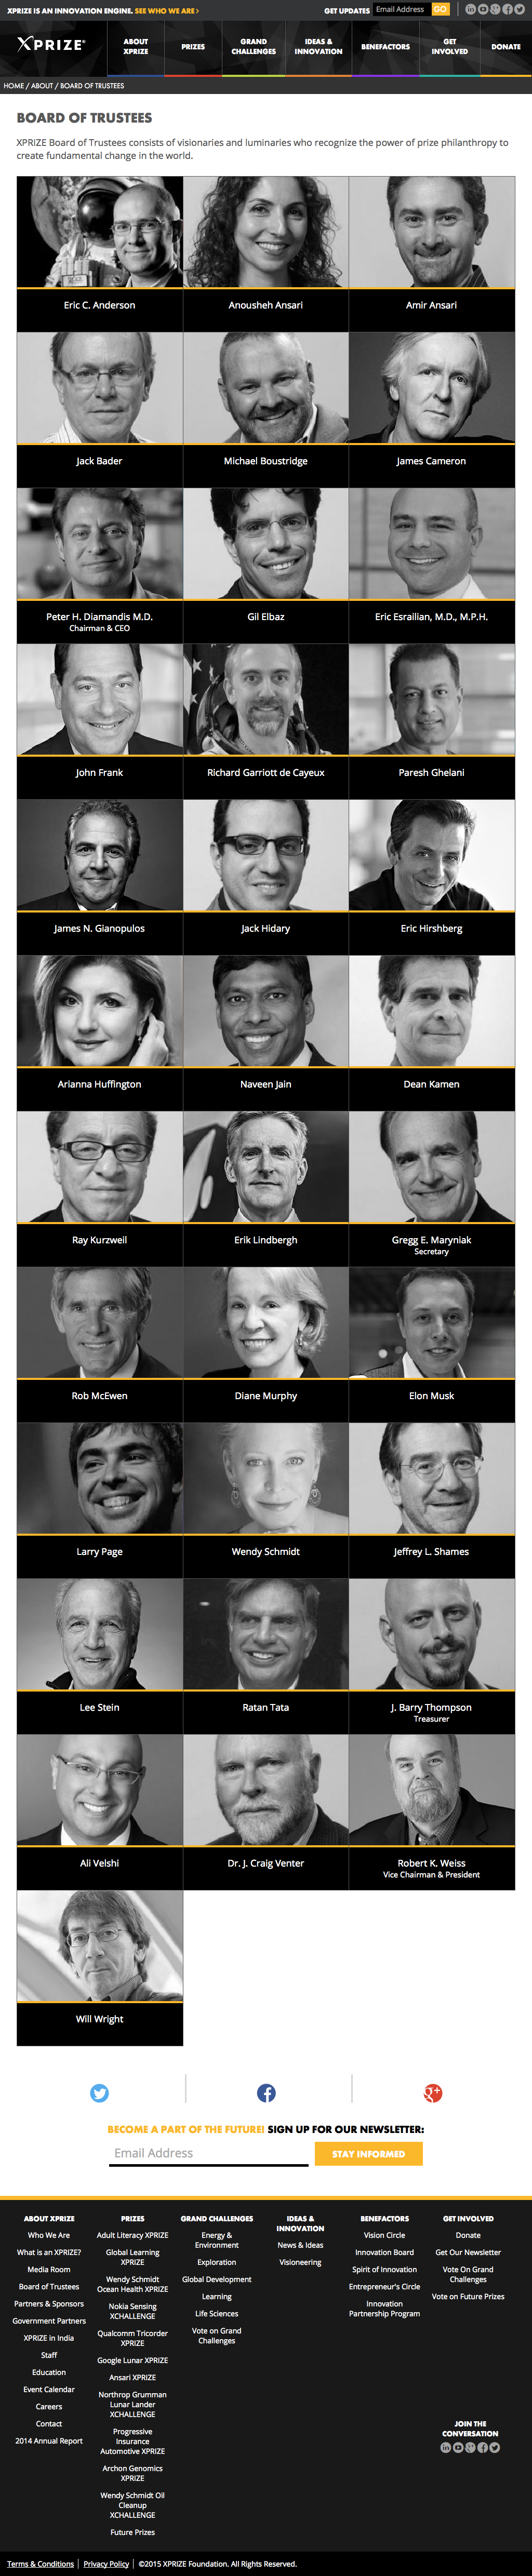 XPRIZE IS AN INNOVATION ENGINE. SEE WHO WE ARE >
GET UPDATES
Email Address
GO
XPRIZE
ABOUT
XPRIZE
PRIZES
GRAND
CHALLENGES
IDEAS &
INNOVATION
BENEFACTORS
GET
INVOLVED
DONATE
HOME / ABOUT / BOARD OF TRUSTEES
BOARD OF TRUSTEES
XPRIZE Board of Trustees consists of visionaries and luminaries who recognize the power of prize philanthropy to
create fundamental change in the world.
Eric C. Anderson
Anousheh Ansari
Amir Ansari
Jack Bader
Michael Boustridge
James Cameron
Peter H. Diamandis M.D.
Chairman & CEO
Gil Elbaz
Eric Esrailian, M.D., M.P.H.
John Frank
Richard Garriott de Cayeux
Paresh Ghelani
James N. Gianopulos
Jack Hidary
Eric Hirshberg
Arianna Huffington
Naveen Jain
Dean Kamen
Ray Kurzweil
Erik Lindbergh
Gregg E. Maryniak
Secretary
Rob McEwen
Diane Murphy
Elon Musk
Larry Page
Wendy Schmidt
Jeffrey L. Shames
Lee Stein
Ratan Tata
J. Barry Thompson
Treasurer
Ali Velshi
Dr. J. Craig Venter
Robert K. Weiss
Vice Chairman & President
Will Wright
BECOME A PART OF THE FUTURE! SIGN UP FOR OUR NEWSLETTER:
Email Address
STAY INFORMED
ABOUT XPRIZE
Who We Are
What is an XPRIZE?
Media Room
Board of Trustees
Partners & Sponsors
Government Partners
XPRIZE in India
Staff
Education
Event Calendar
Careers
Contact
2014 Annual Report
PRIZES
Adult Literacy XPRIZE
Global Learning
XPRIZE
Wendy Schmidt
Ocean Health XPRIZE
Nokia Sensing
XCHALLENGE
Qualcomm Tricorder
XPRIZE
Google Lunar XPRIZE
Ansari XPRIZE
Northrop Grumman
Lunar Lander
XCHALLENGE
Progressive
Insurance
Automotive XPRIZE
Archon Genomics
XPRIZE
Wendy Schmidt Oil
Cleanup
XCHALLENGE
Future Prizes
GRAND CHALLENGES
Energy &
Environment
Exploration
Global Development
Learning
Life Sciences
Vote on Grand
Challenges
IDEAS &
INNOVATION
News & Ideas
Visioneering
BENEFACTORS
Vision Circle
Innovation Board
Spirit of Innovation
Entrepreneur's Circle
Innovation
Partnership Program
GET INVOLVED
Donate
Get Our Newsletter
Vote On Grand
Challenges
Vote on Future Prizes
JOIN THE
CONVERSATION
Terms & Conditions | Privacy Policy | ©2015 XPRIZE Foundation. All Rights Reserved.